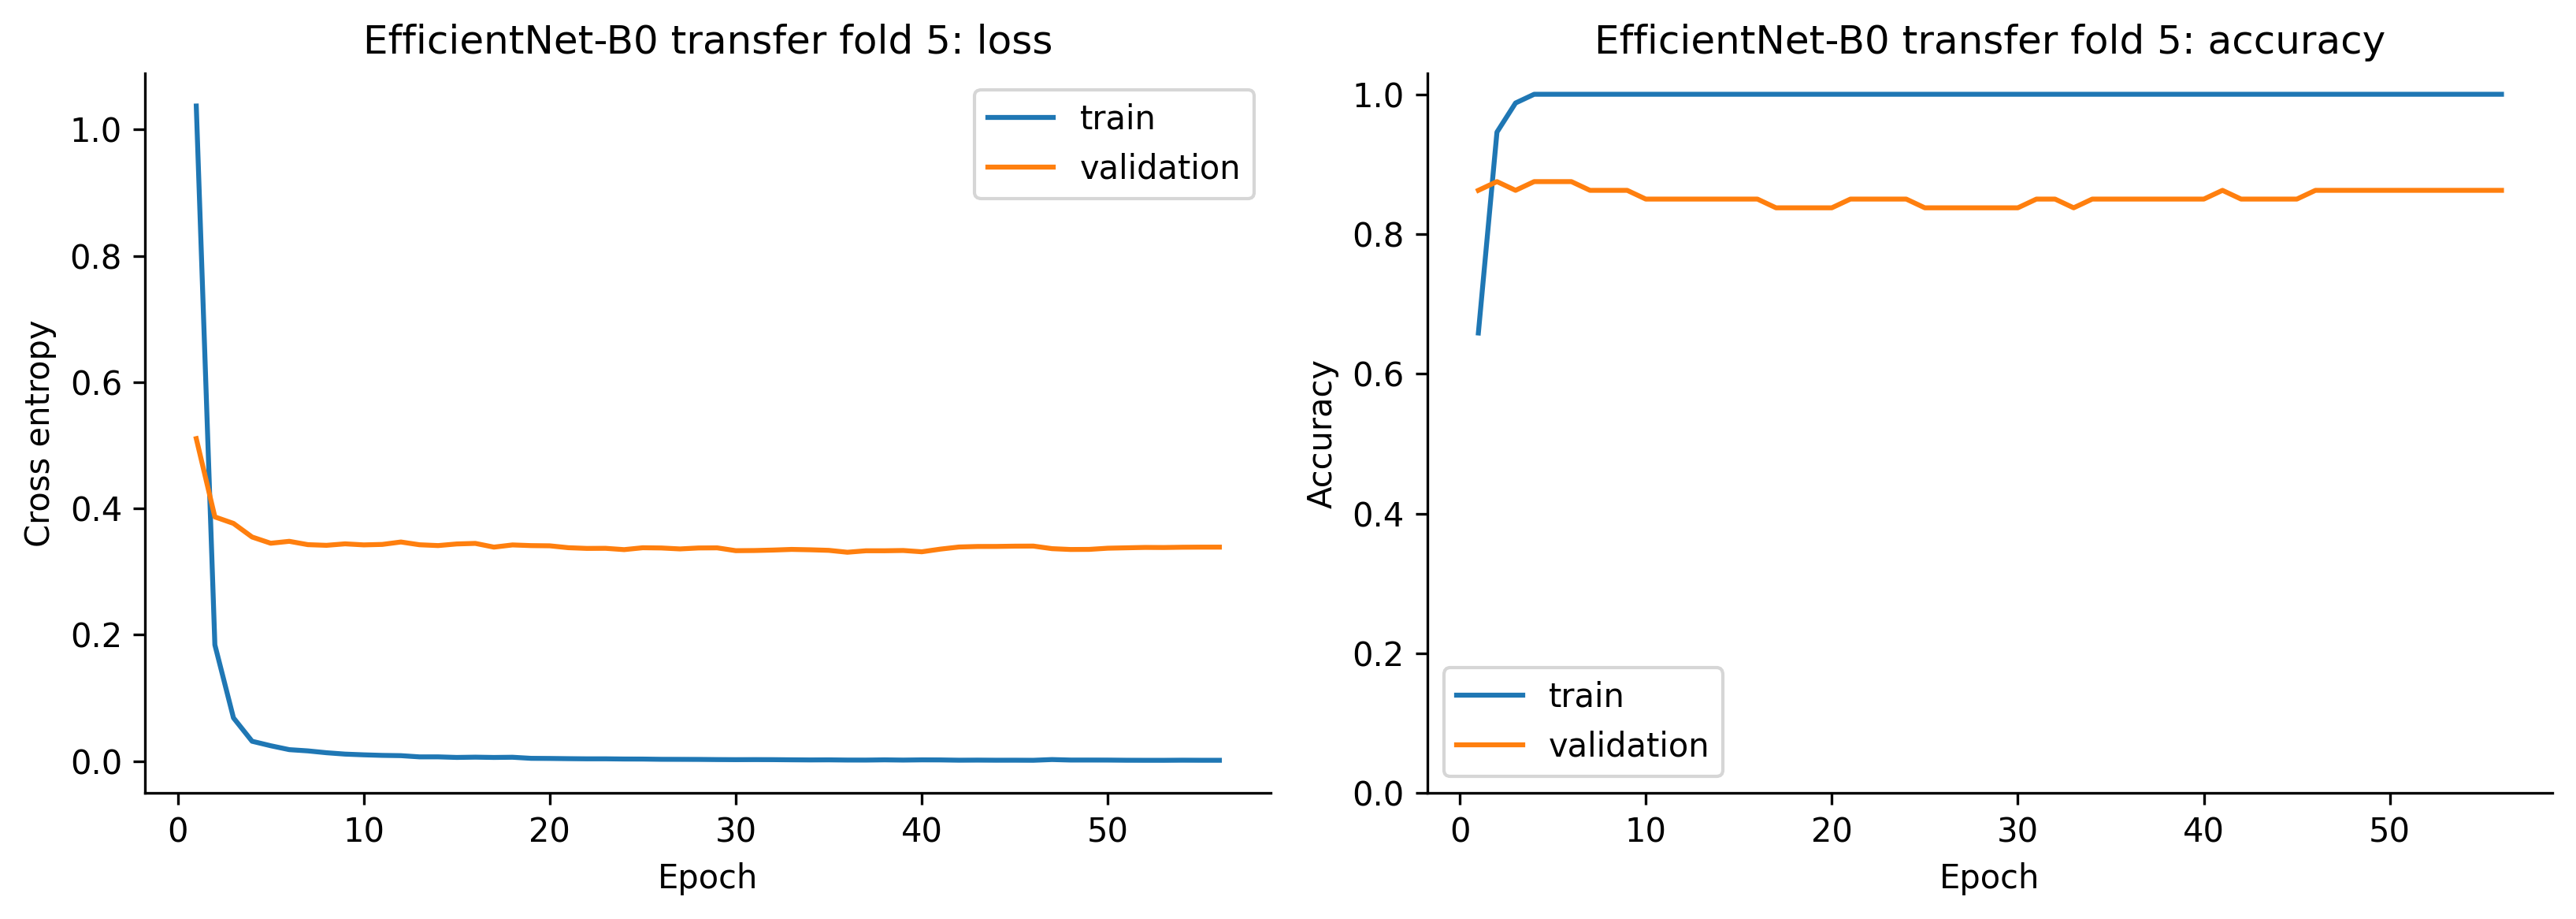 EfficientNet-B0 transfer fold 5: loss
1.0
0.8
0.6
0.4
0.2
0.0
Cross entropy
train
validation
0 10 20 30 40 50
Epoch
EfficientNet-B0 transfer fold 5: accuracy
1.0
0.8
0.6
0.4
0.2
0.0
Accuracy
train
validation
0 10 20 30 40 50
Epoch